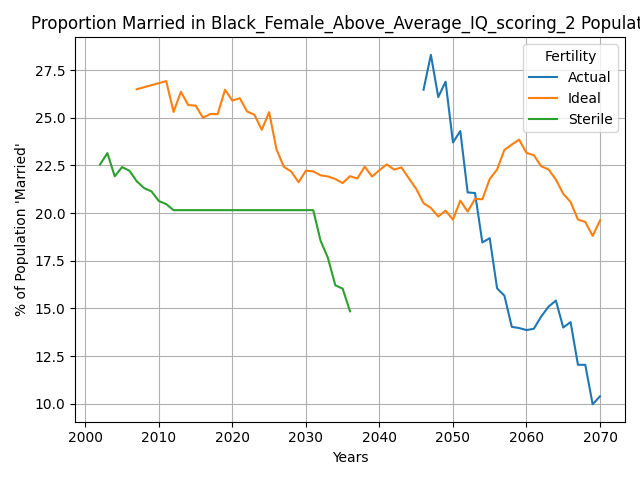 Proportion Married in Black_Female_Above_Average_IQ_scoring_2 Populat
Fertility
Actual
Ideal
Sterile
% of Population 'Married'
27.5
25.0
22.5
20.0
17.5
15.0
12.5
10.0
2000 2010 2020 2030 2040 2050 2060 2070
Years